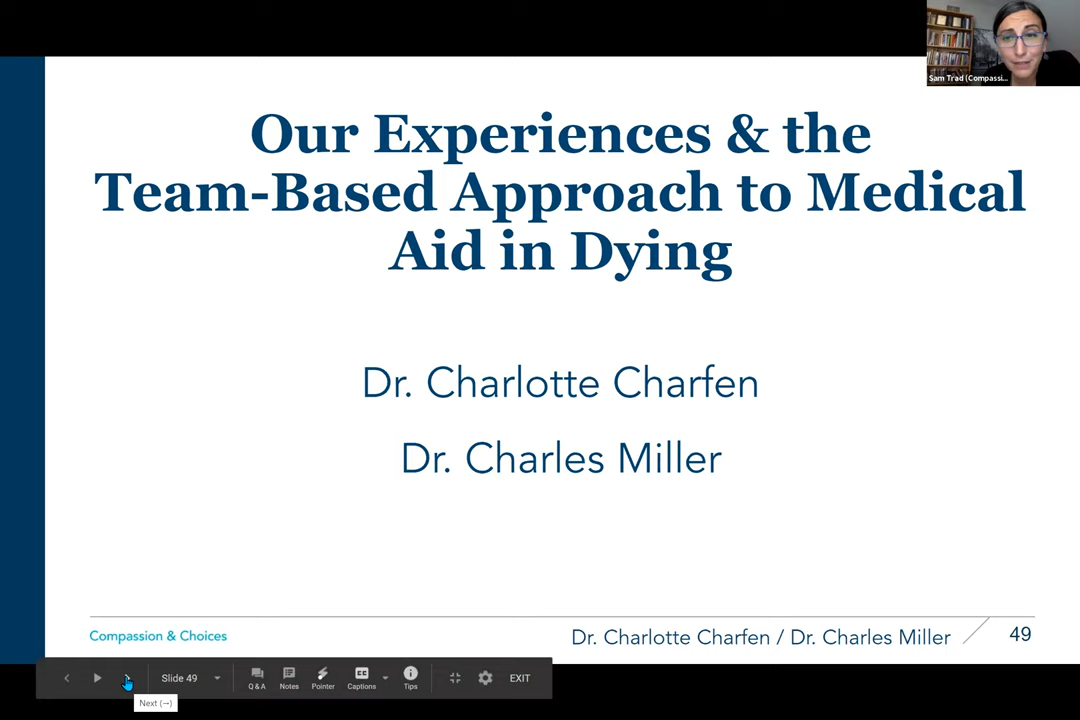 Sam Trad (Compassi...
Our Experiences & the
Team-Based Approach to Medical
Aid in Dying
Dr. Charlotte Charfen
Dr. Charles Miller
Compassion & Choices
Dr. Charlotte Charfen / Dr. Charles Miller
49
Slide 49
Q & A
Notes
Pointer
Captions
Tips
EXIT
Next (→)